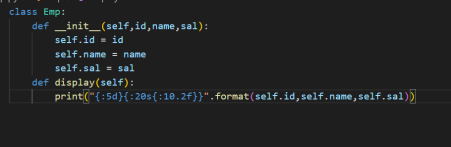 class Emp:
    def __init__(self,id,name,sal):
        self.id = id
        self.name = name
        self.sal = sal
    def display(self):
        print("{:5d}{:20s{:10.2f}}".format(self.id,self.name,self.sal))